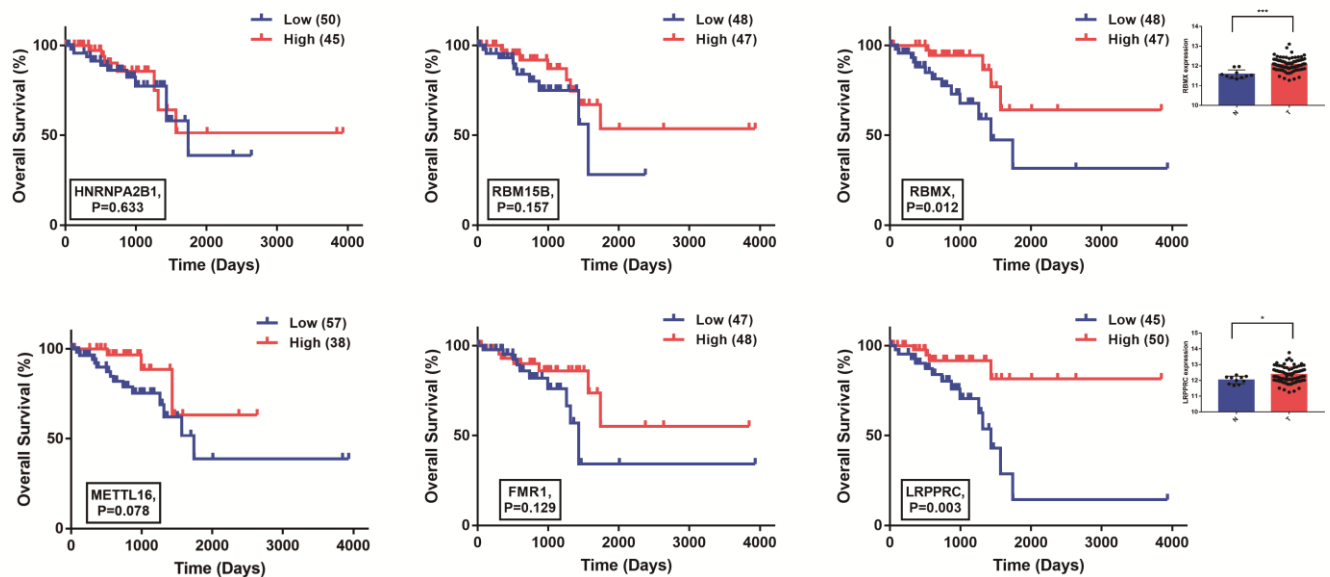 Low (50)
High (45)
Overall Survival (%)
100
50
0
HNRNPA2B1,
P=0.633
0 1000 2000 3000 4000
Time (Days)
Low (48)
High (47)
Overall Survival (%)
100
50
0
RBM15B,
P=0.157
0 1000 2000 3000 4000
Time (Days)
Low (48)
High (47)
Overall Survival (%)
100
50
0
RBMX,
P=0.012
0 1000 2000 3000 4000
Time (Days)
***
RBMX expression
14
13
12
11
10
N T
Low (57)
High (38)
Overall Survival (%)
100
50
0
METTL16,
P=0.078
0 1000 2000 3000 4000
Time (Days)
Low (47)
High (48)
Overall Survival (%)
100
50
0
FMR1,
P=0.129
0 1000 2000 3000 4000
Time (Days)
Low (45)
High (50)
Overall Survival (%)
100
50
0
LRPPRC,
P=0.003
0 1000 2000 3000 4000
Time (Days)
*
LRPPRC expression
15
14
13
12
11
10
N T